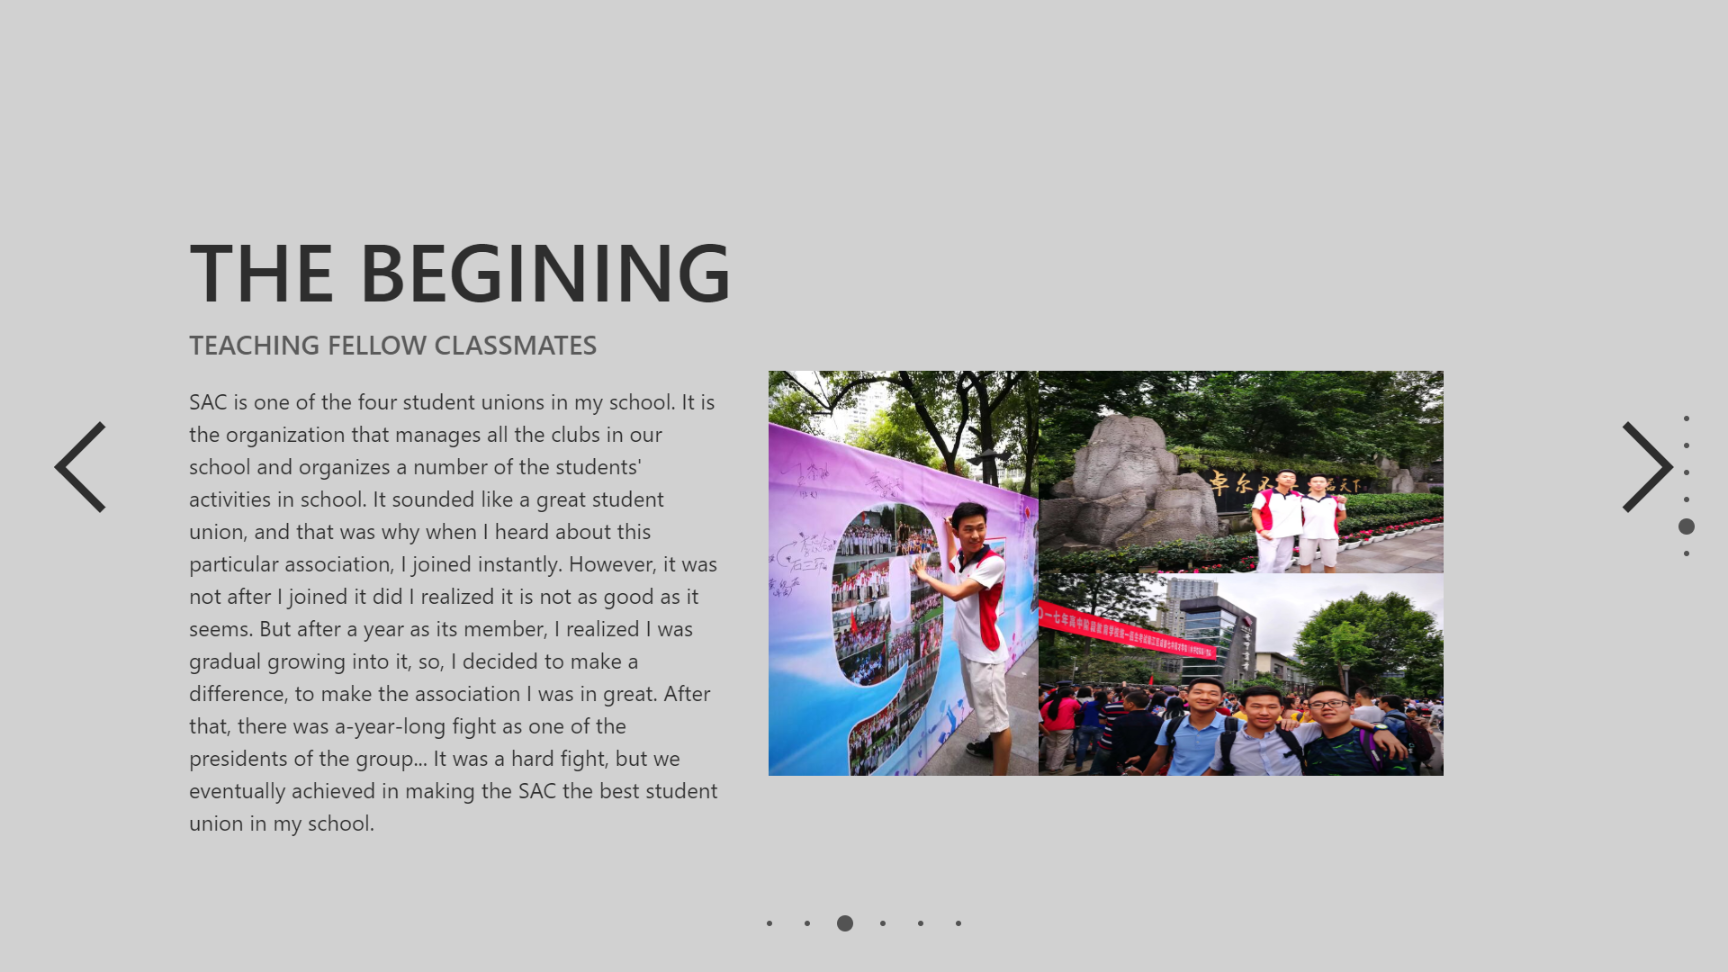 THE BEGINING
TEACHING FELLOW CLASSMATES
SAC is one of the four student unions in my school. It is
the organization that manages all the clubs in our
school and organizes a number of the students'
activities in school. It sounded like a great student
union, and that was why when I heard about this
particular association, I joined instantly. However, it was
not after I joined it did I realized it is not as good as it
seems. But after a year as its member, I realized I was
gradual growing into it, so, I decided to make a
difference, to make the association I was in great. After
that, there was a-year-long fight as one of the
presidents of the group... It was a hard fight, but we
eventually achieved in making the SAC the best student
union in my school.
卓尔不
天下